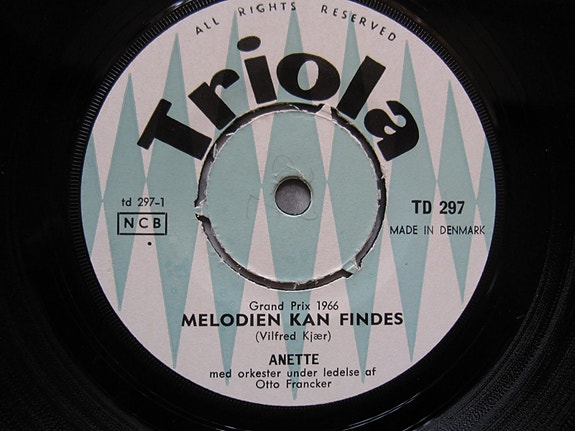 ALL RIGHTS RESERVED
Triola
td 297-1
NCB
TD 297
MADE IN DENMARK
Grand Prix 1966
MELODIEN KAN FINDES
(Vilfred Kjær)
ANETTE
med orkester under ledelse af
Otto Francker